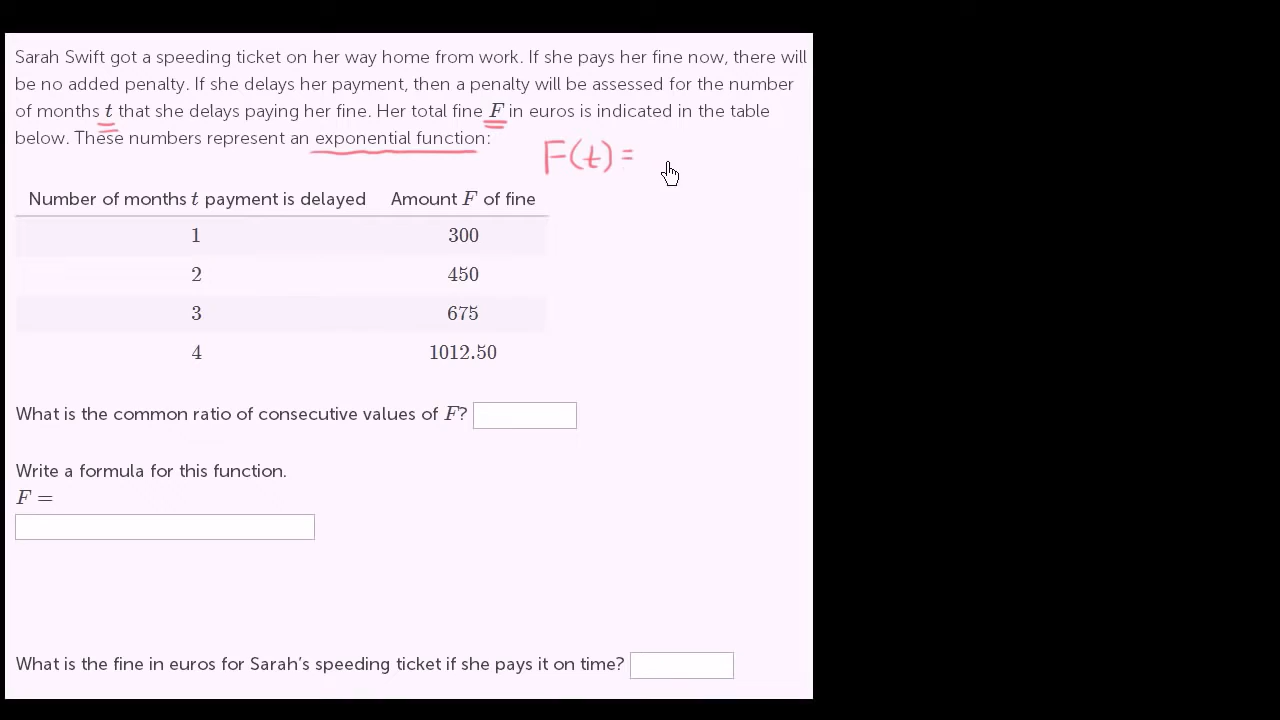 Sarah Swift got a speeding ticket on her way home from work. If she pays her fine now, there will
be no added penalty. If she delays her payment, then a penalty will be assessed for the number
of months t that she delays paying her fine. Her total fine F in euros is indicated in the table
below. These numbers represent an exponential function:
F(t) =
Number of months t payment is delayed Amount F of fine
1 300
2 450
3 675
4 1012.50
What is the common ratio of consecutive values of F?
Write a formula for this function.
F =
What is the fine in euros for Sarah's speeding ticket if she pays it on time?